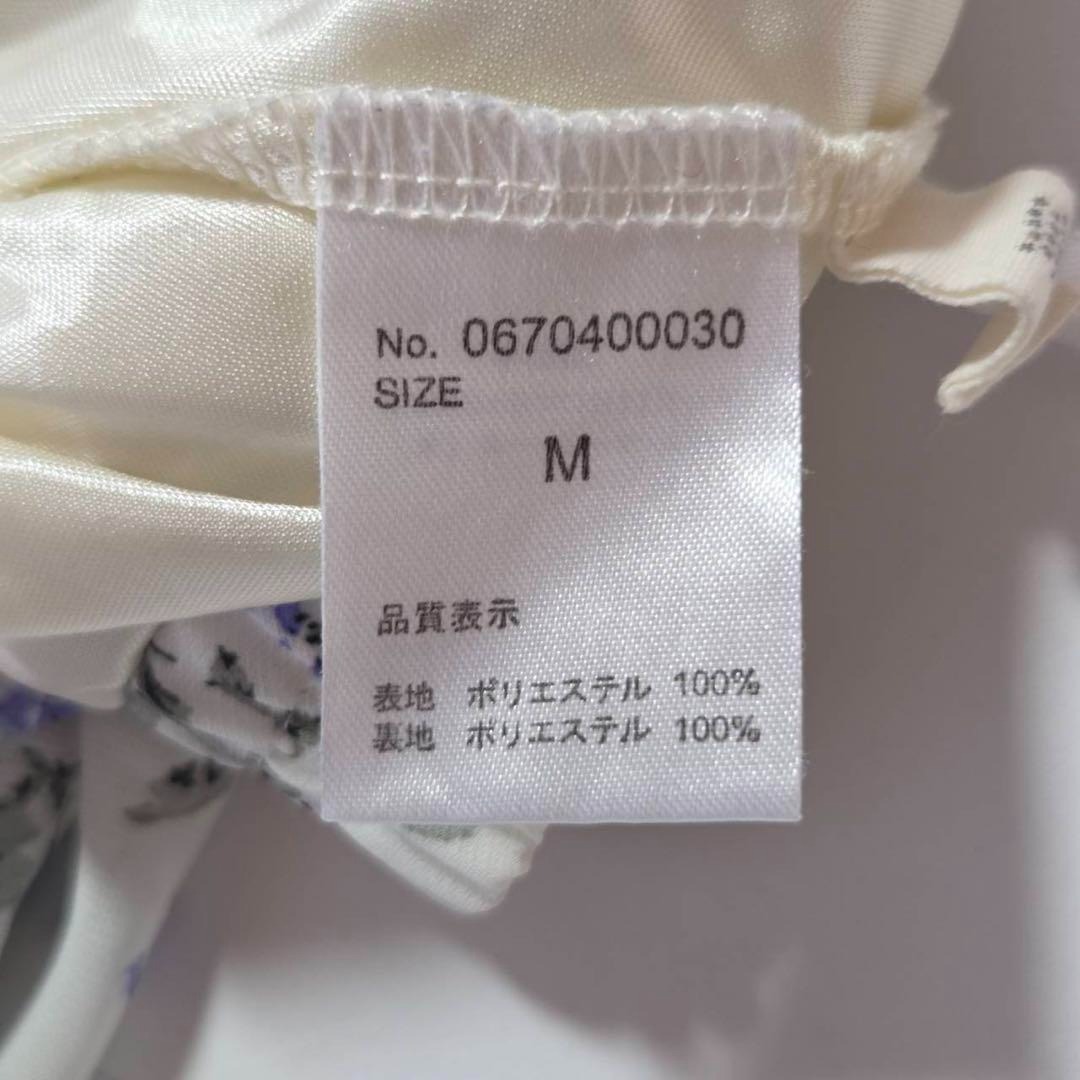 No. 0670400030
SIZE
M
品質表示
表地 ポリエステル 100%
裏地 ポリエステル 100%